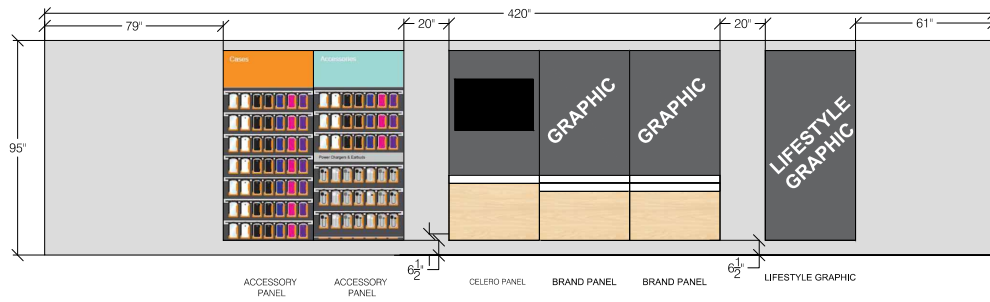 420"
79"
20"
20"
61"
95"
Cases
Accessories
Power Chargers & Earbuds
GRAPHIC
GRAPHIC
LIFESTYLE
GRAPHIC
6 1/2"
6 1/2"
ACCESSORY
PANEL
ACCESSORY
PANEL
CELERO PANEL
BRAND PANEL
BRAND PANEL
LIFESTYLE GRAPHIC